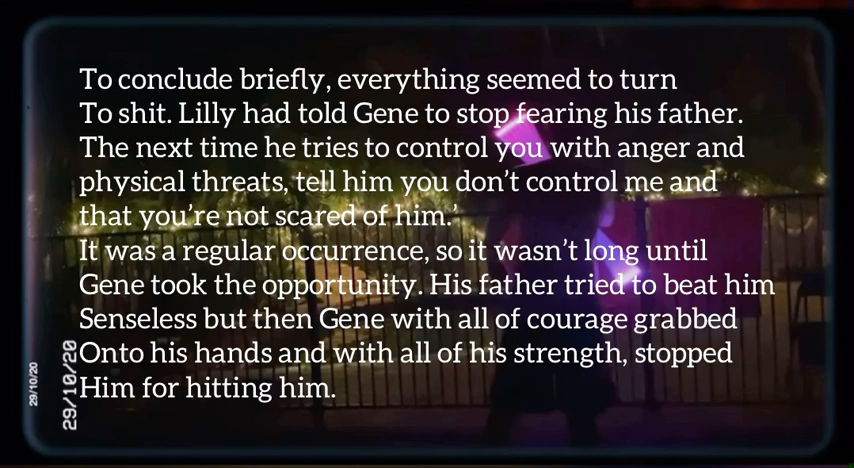 To conclude briefly, everything seemed to turn
To shit. Lilly had told Gene to stop fearing his father.
The next time he tries to control you with anger and
physical threats, tell him you don’t control me and
that you’re not scared of him.’
It was a regular occurrence, so it wasn’t long until
Gene took the opportunity. His father tried to beat him
Senseless but then Gene with all of courage grabbed
Onto his hands and with all of his strength, stopped
Him for hitting him.
29/10/20
29/10/20